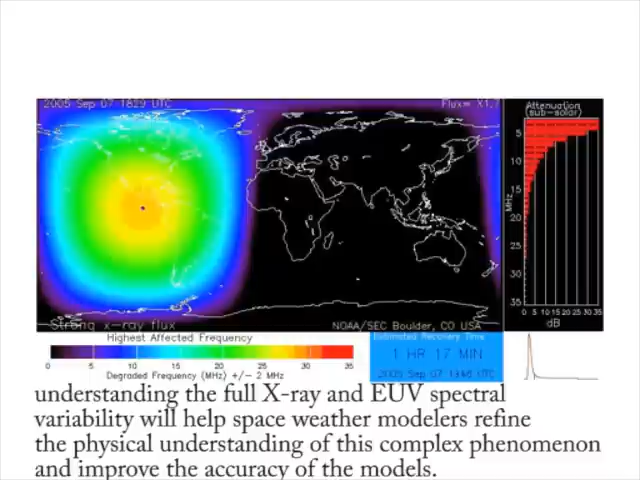 2005 Sep 07 1829 UTC
Flux= X1.7
Attenuation
(sub-solar)
5
10
15
20
25
30
35
MHz
0 5 10 15 20 25 30 35
dB
Strong x-ray flux
NOAA/SEC Boulder, CO USA
Highest Affected Frequency
0 5 10 15 20 25 30 35
Degraded Frequency (MHz) +/- 2 MHz
Estimated Recovery Time
1 HR 17 MIN
2005 Sep 07 1946 UTC
understanding the full X-ray and EUV spectral
variability will help space weather modelers refine
the physical understanding of this complex phenomenon
and improve the accuracy of the models.